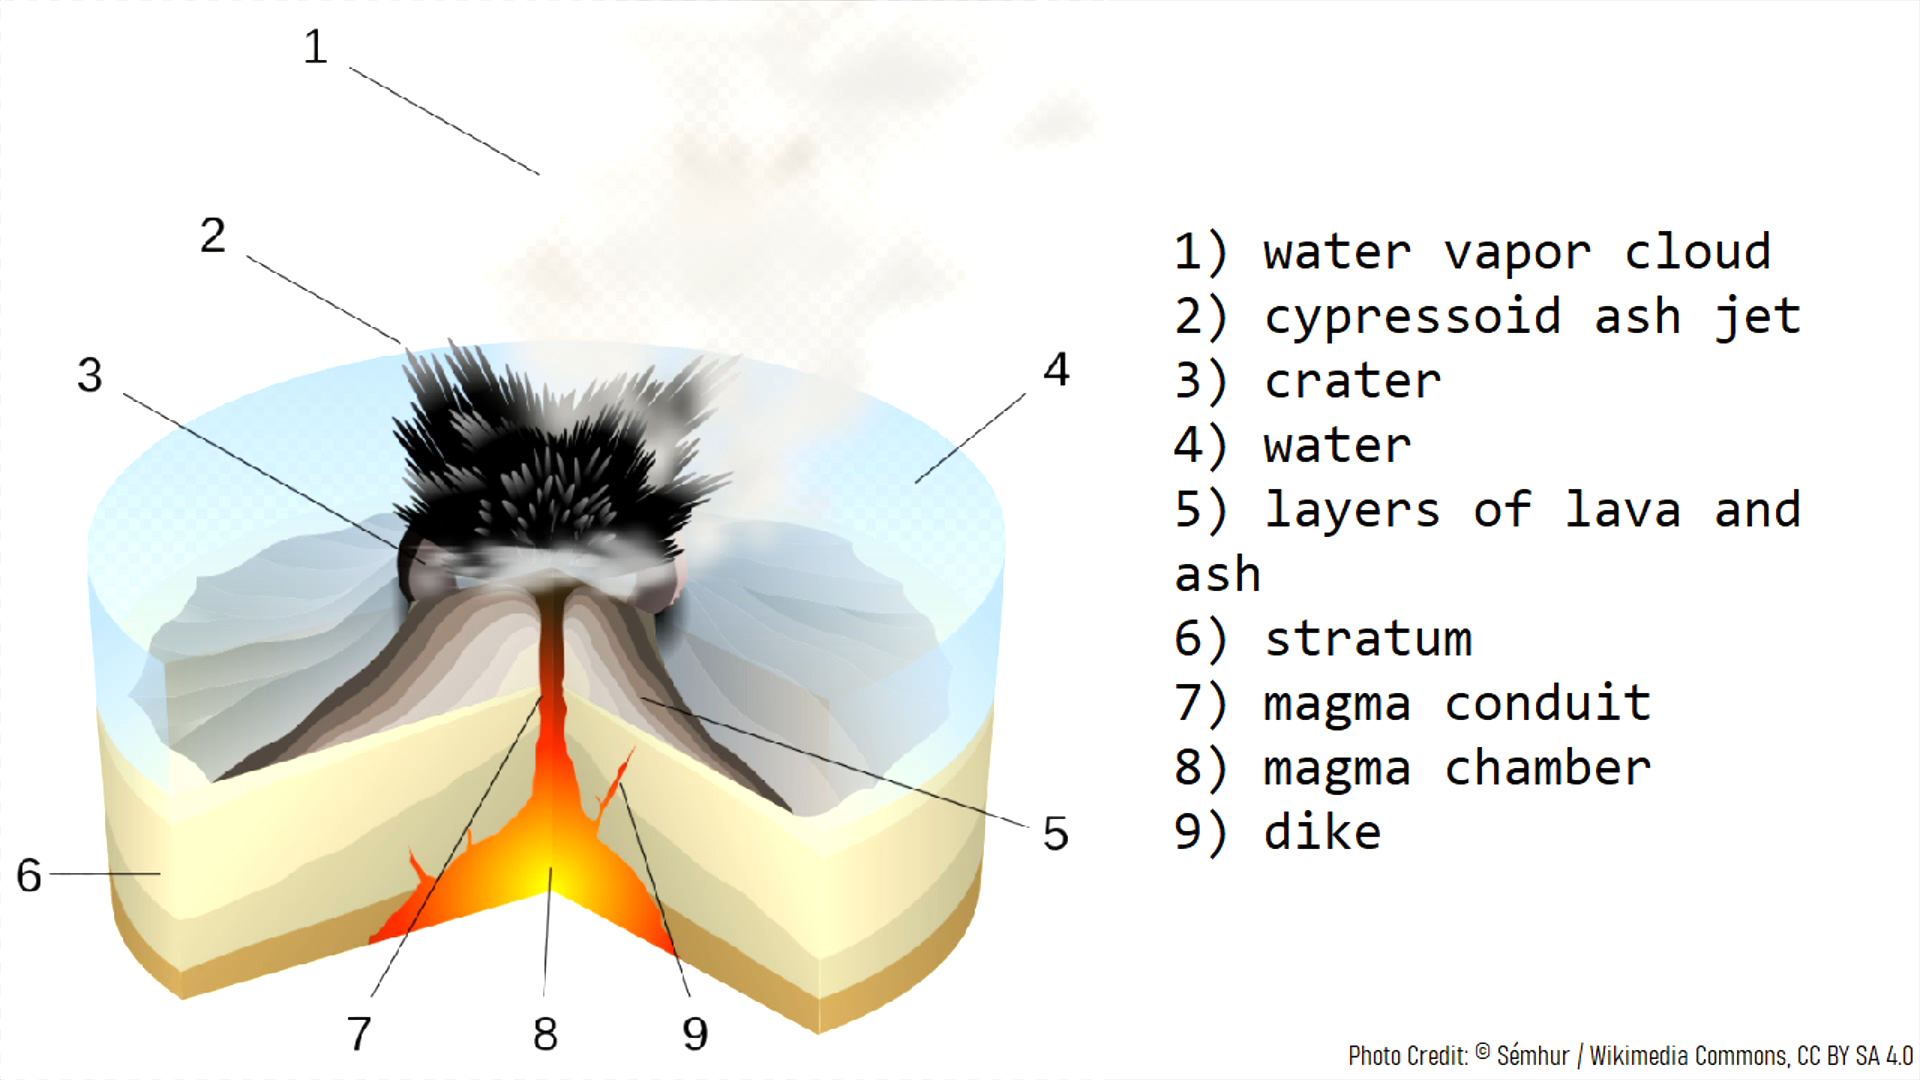 1
2
3
4
1) water vapor cloud
2) cypressoid ash jet
3) crater
4) water
5) layers of lava and
ash
6) stratum
7) magma conduit
8) magma chamber
9) dike
5
6
7
8
9
Photo Credit: © Sémhur / Wikimedia Commons, CC BY SA 4.0